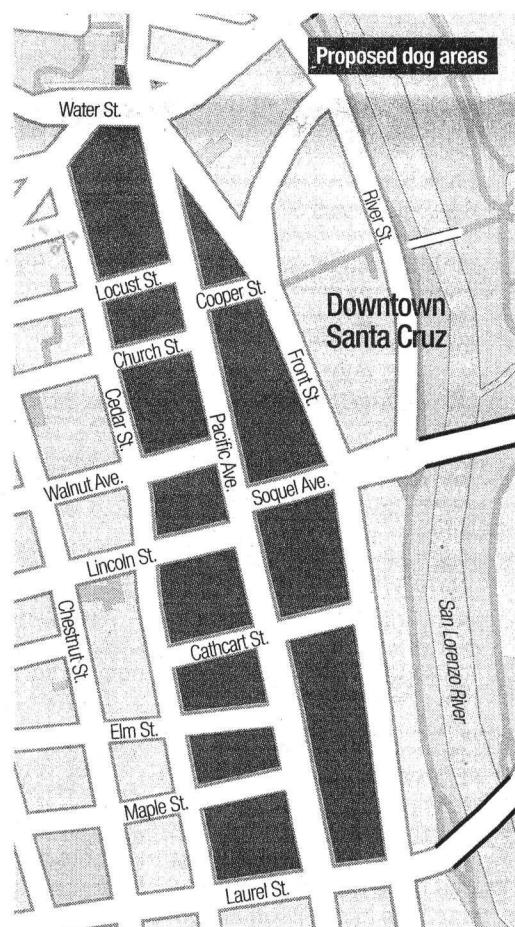 Proposed dog areas
Water St.
River St.
Locust St.
Cooper St.
Downtown
Santa Cruz
Church St.
Front St.
Cedar St.
Pacific Ave.
Walnut Ave.
Soquel Ave.
Lincoln St.
Chestnut St.
Cathcart St.
San Lorenzo River
Elm St.
Maple St.
Laurel St.